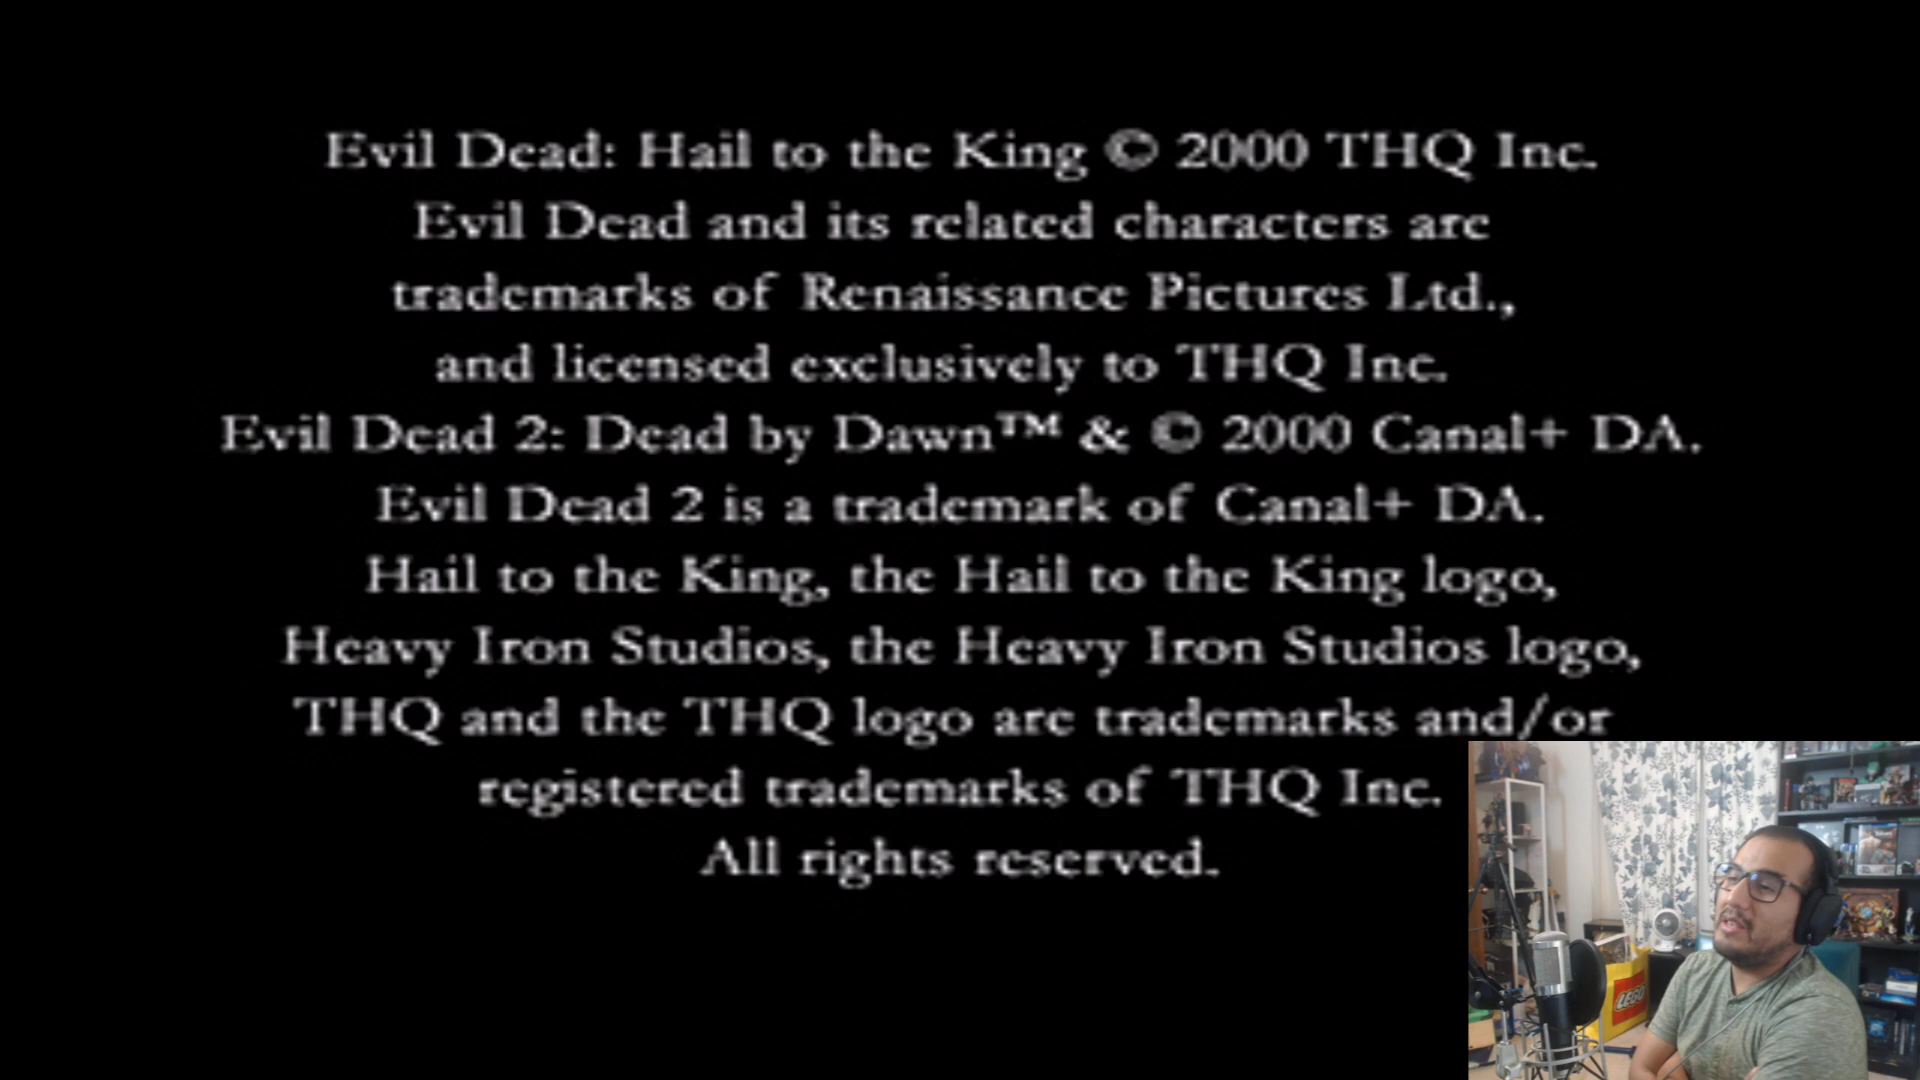 Evil Dead: Hail to the King © 2000 THQ Inc.
Evil Dead and its related characters are
trademarks of Renaissance Pictures Ltd.,
and licensed exclusively to THQ Inc.
Evil Dead 2: Dead by Dawn™ & © 2000 Canal+ DA.
Evil Dead 2 is a trademark of Canal+ DA.
Hail to the King, the Hail to the King logo,
Heavy Iron Studios, the Heavy Iron Studios logo,
THQ and the THQ logo are trademarks and/or
registered trademarks of THQ Inc.
All rights reserved.
LEGO